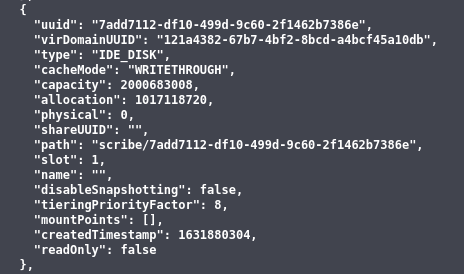 {
"uuid": "7add7112-df10-499d-9c60-2f1462b7386e",
"virDomainUUID": "121a4382-67b7-4bf2-8bcd-a4bcf45a10db",
"type": "IDE_DISK",
"cacheMode": "WRITETHROUGH",
"capacity": 2000683008,
"allocation": 1017118720,
"physical": 0,
"shareUUID": "",
"path": "scribe/7add7112-df10-499d-9c60-2f1462b7386e",
"slot": 1,
"name": "",
"disableSnapshotting": false,
"tieringPriorityFactor": 8,
"mountPoints": [],
"createdTimestamp": 1631880304,
"readOnly": false
},